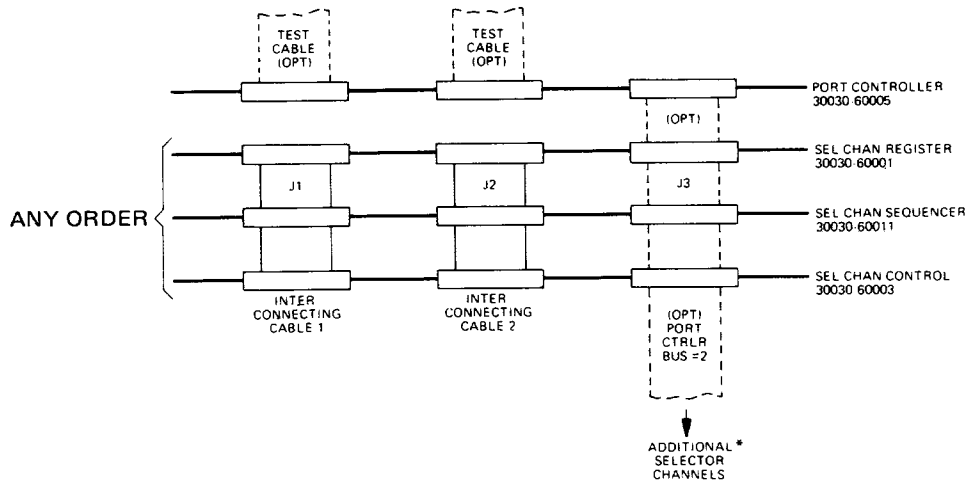 TEST
CABLE
(OPT)
TEST
CABLE
(OPT)
PORT CONTROLLER
30030-60005
(OPT)
SEL CHAN REGISTER
30030-60001
J1
J2
J3
ANY ORDER
SEL CHAN SEQUENCER
30030-60011
SEL CHAN CONTROL
30030 60003
INTER
CONNECTING
CABLE 1
INTER
CONNECTING
CABLE 2
(OPT)
PORT
CTRLR
BUS =2
ADDITIONAL *
SELECTOR
CHANNELS